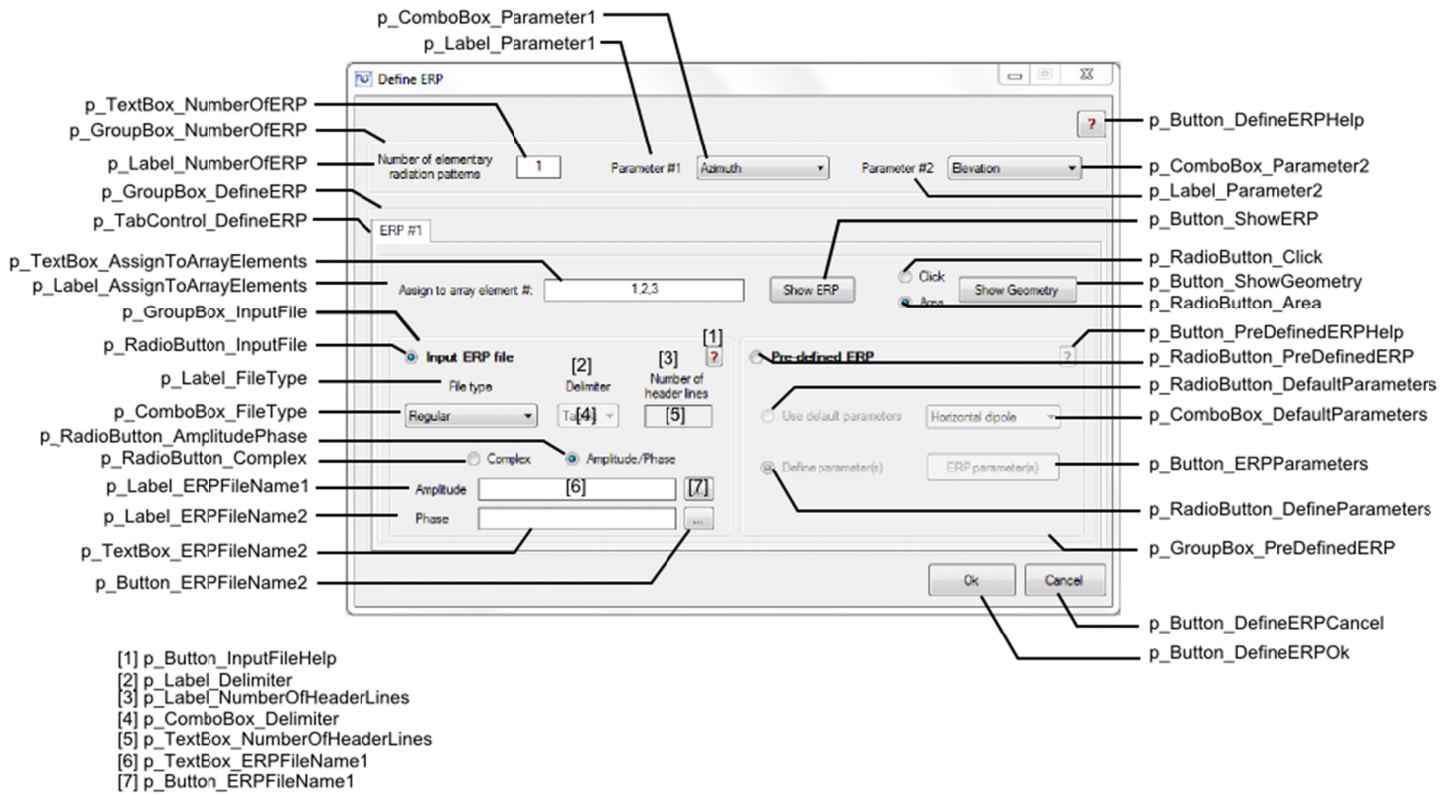 p_ComboBox_Parameter1
p_Label_Parameter1
p_TextBox_NumberOfERP
p_GroupBox_NumberOfERP
p_Label_NumberOfERP
p_GroupBox_DefineERP
p_TabControl_DefineERP
p_TextBox_AssignToArrayElements
p_Label_AssignToArrayElements
p_GroupBox_InputFile
p_RadioButton_InputFile
p_Label_FileType
p_ComboBox_FileType
p_RadioButton_AmplitudePhase
p_RadioButton_Complex
p_Label_ERPFileName1
p_Label_ERPFileName2
p_TextBox_ERPFileName2
p_Button_ERPFileName2
Define ERP
?
Number of elementary
radiation patterns
1
Parameter #1
Azimuth
Parameter #2
Elevation
ERP #1
Assign to array element #:
1,2,3
Show ERP
Click
Area
Show Geometry
[1]
Input ERP file
[2]
[3]
?
File type
Delimiter
Number of
header lines
Regular
[4]
[5]
Complex
Amplitude/Phase
Amplitude
[6]
[7]
Phase
...
Pre-defined ERP
?
Use default parameters
Horizontal dipole
Define parameter(s)
ERP parameter(s)
Ok
Cancel
p_Button_DefineERPHelp
p_ComboBox_Parameter2
p_Label_Parameter2
p_Button_ShowERP
p_RadioButton_Click
p_Button_ShowGeometry
p_RadioButton_Area
p_Button_PreDefinedERPHelp
p_RadioButton_PreDefinedERP
p_RadioButton_DefaultParameters
p_ComboBox_DefaultParameters
p_Button_ERPParameters
p_RadioButton_DefineParameters
p_GroupBox_PreDefinedERP
p_Button_DefineERPCancel
p_Button_DefineERPOk
[1] p_Button_InputFileHelp
[2] p_Label_Delimiter
[3] p_Label_NumberOfHeaderLines
[4] p_ComboBox_Delimiter
[5] p_TextBox_NumberOfHeaderLines
[6] p_TextBox_ERPFileName1
[7] p_Button_ERPFileName1